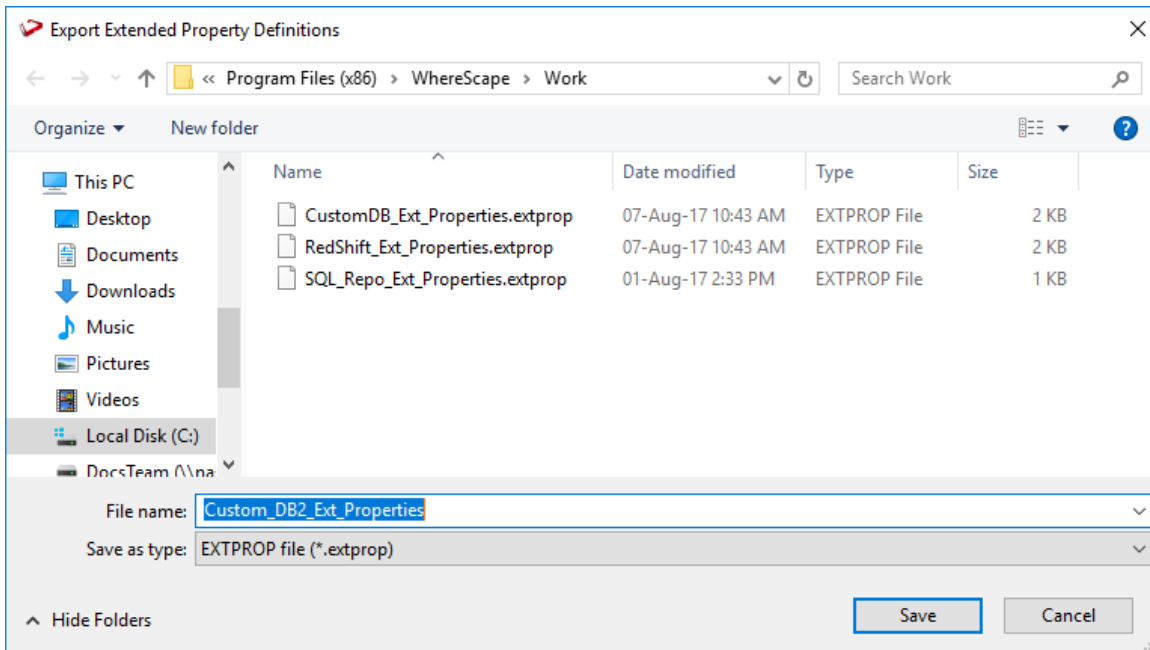 Export Extended Property Definitions
« Program Files (x86) › WhereScape › Work
Search Work
Organize
New folder
?
Name Date modified Type Size
This PC
Desktop
Documents
Downloads
Music
Pictures
Videos
Local Disk (C:)
DocsTeam (\\na
CustomDB_Ext_Properties.extprop 07-Aug-17 10:43 AM EXTPROP File 2 KB
RedShift_Ext_Properties.extprop 07-Aug-17 10:43 AM EXTPROP File 2 KB
SQL_Repo_Ext_Properties.extprop 01-Aug-17 2:33 PM EXTPROP File 1 KB
File name: Custom_DB2_Ext_Properties
Save as type: EXTPROP file (*.extprop)
Hide Folders
Save
Cancel